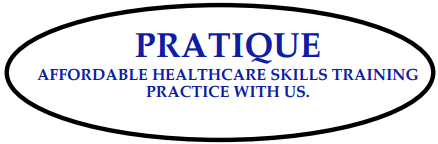 PRATIQUE
AFFORDABLE HEALTHCARE SKILLS TRAINING
PRACTICE WITH US.